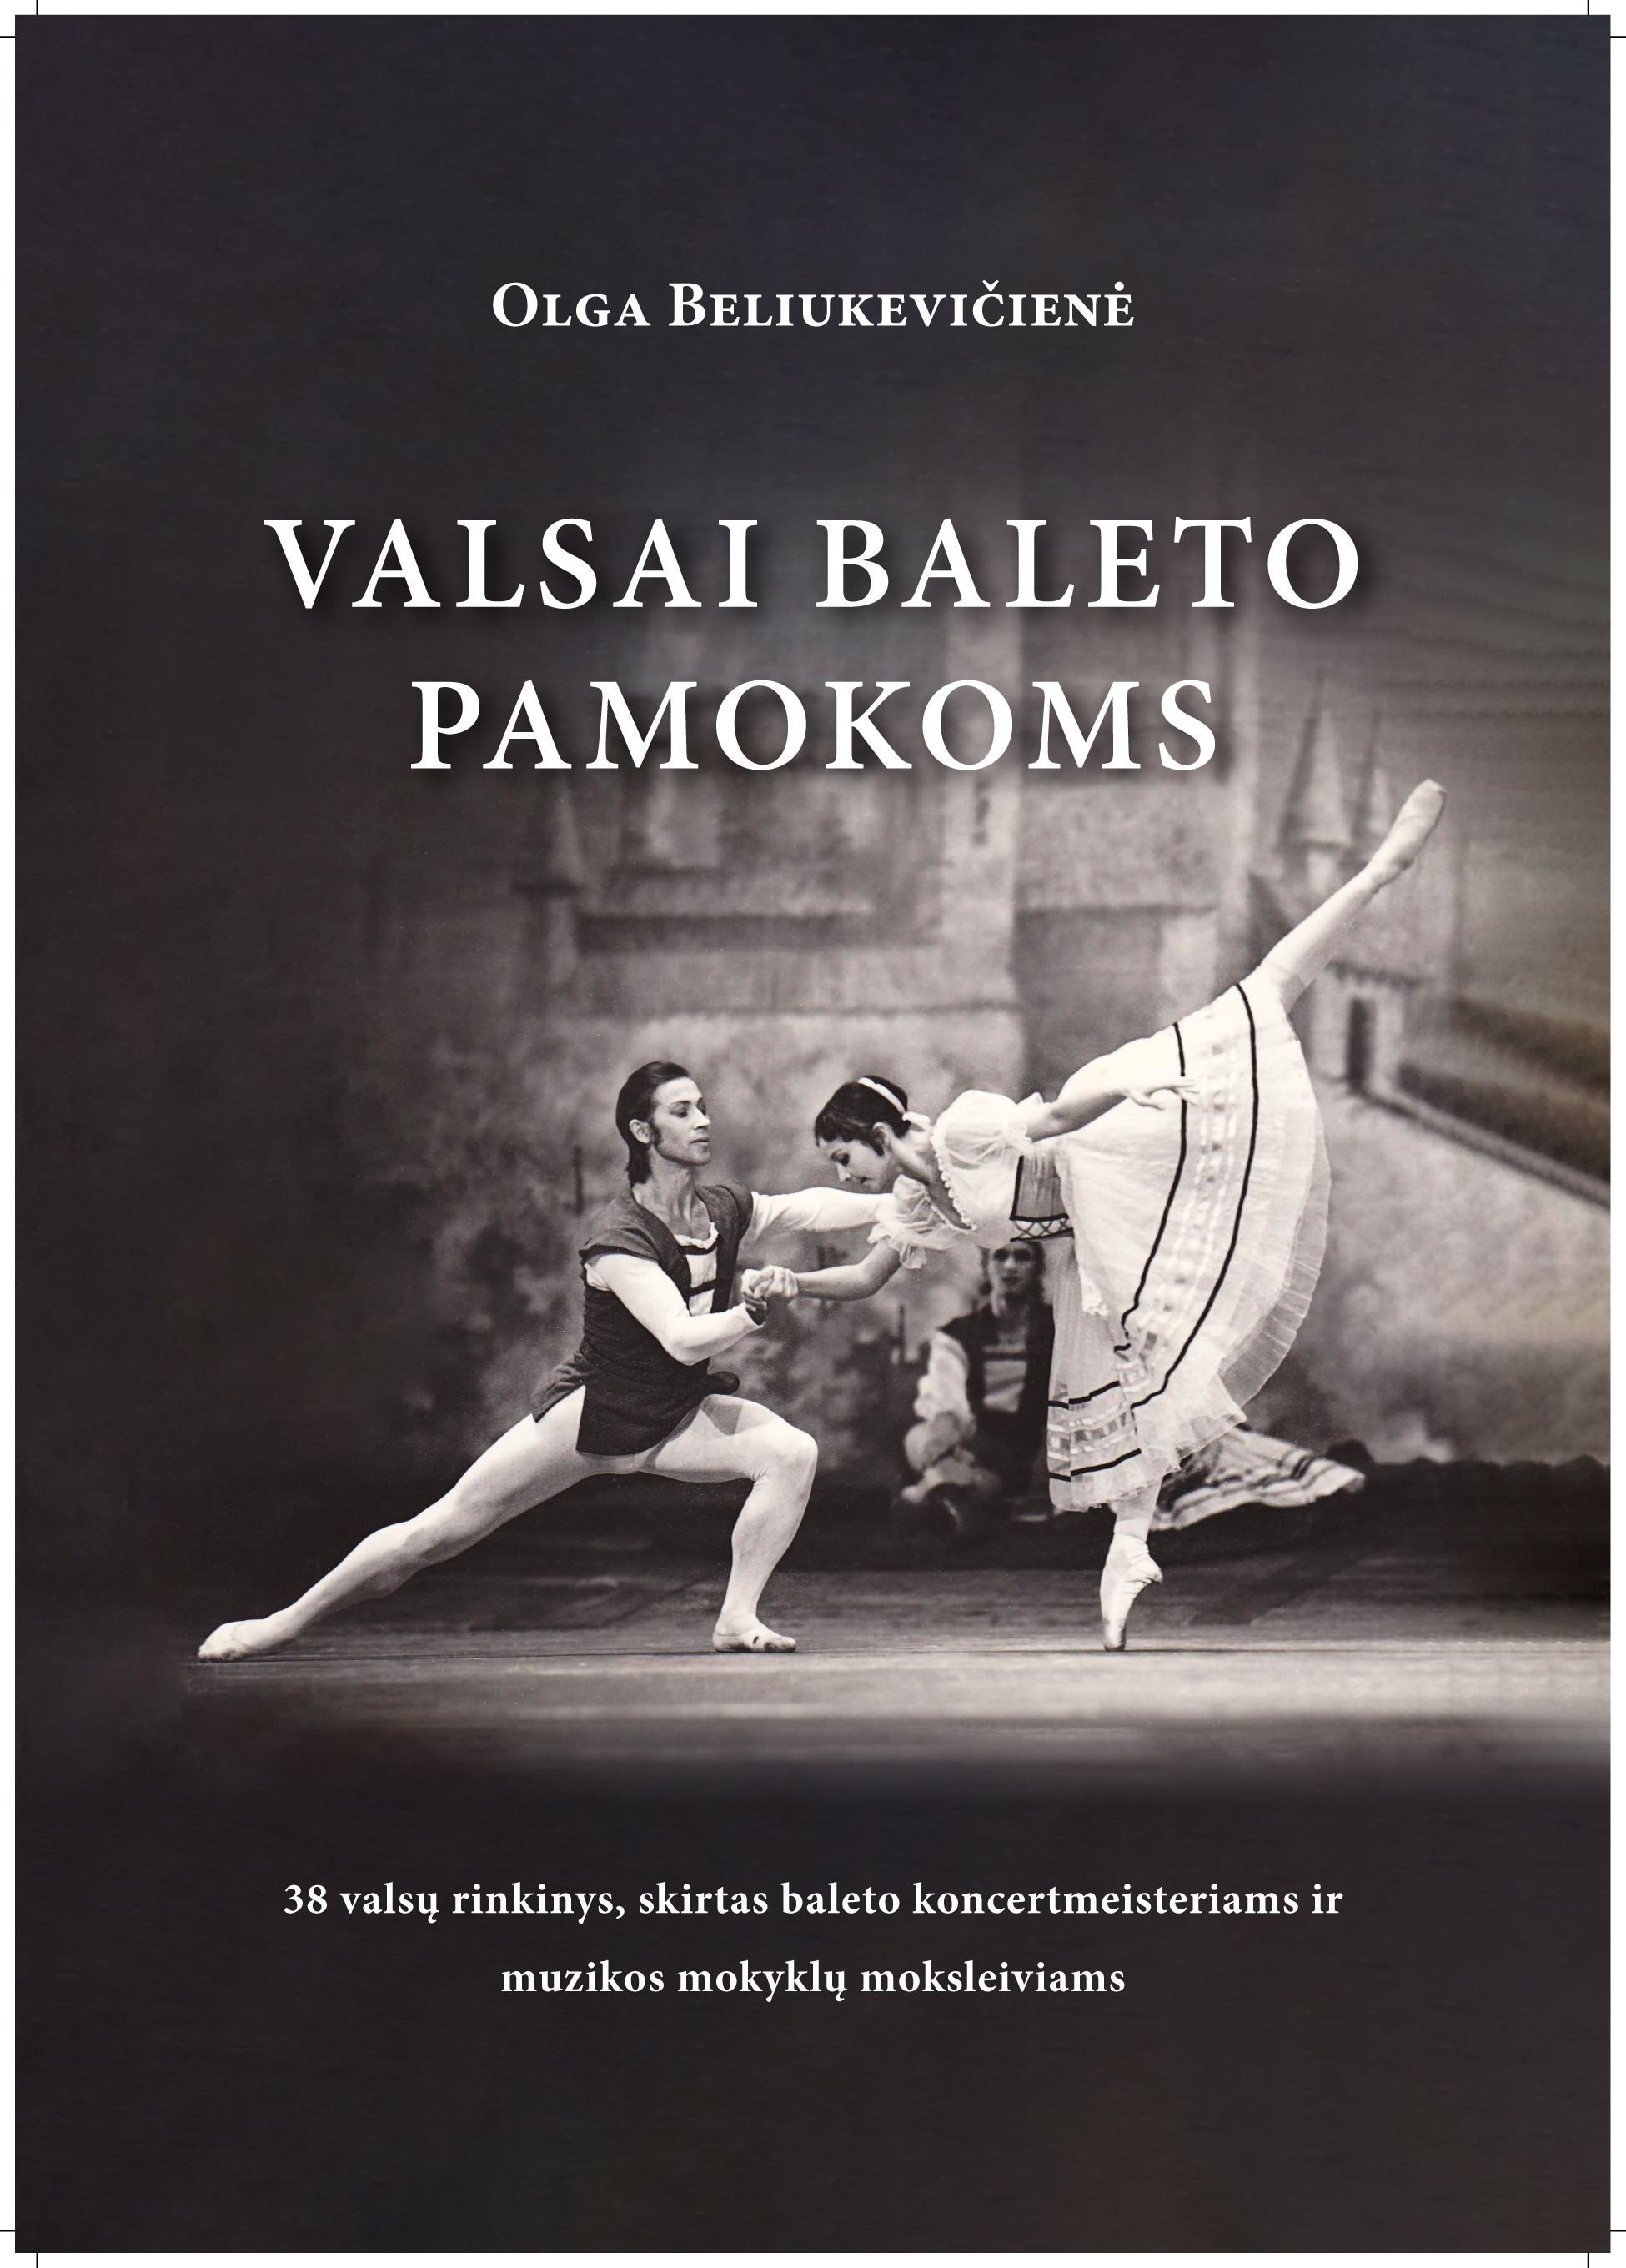 Olga Beliukevičienė
VALSAI BALETO
PAMOKOMS
38 valsų rinkinys, skirtas baleto koncertmeisteriams ir
muzikos mokyklų moksleiviams